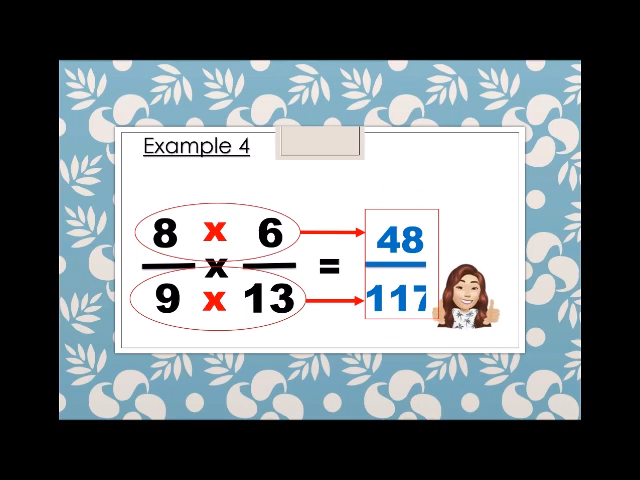 Example 4
8 x 6
x = 48
9 x 13
117